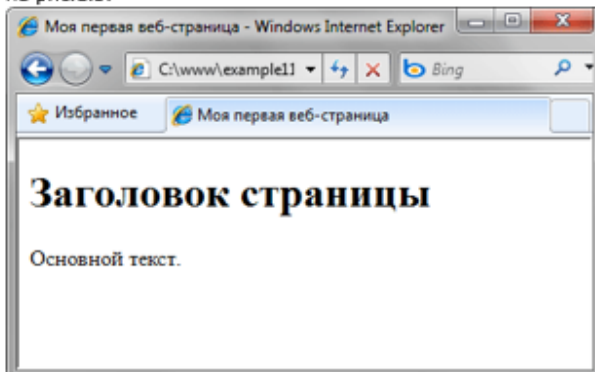 Моя первая веб-страница - Windows Internet Explorer
C:\www\example11
Bing
Избранное
Моя первая веб-страница
Заголовок страницы
Основной текст.